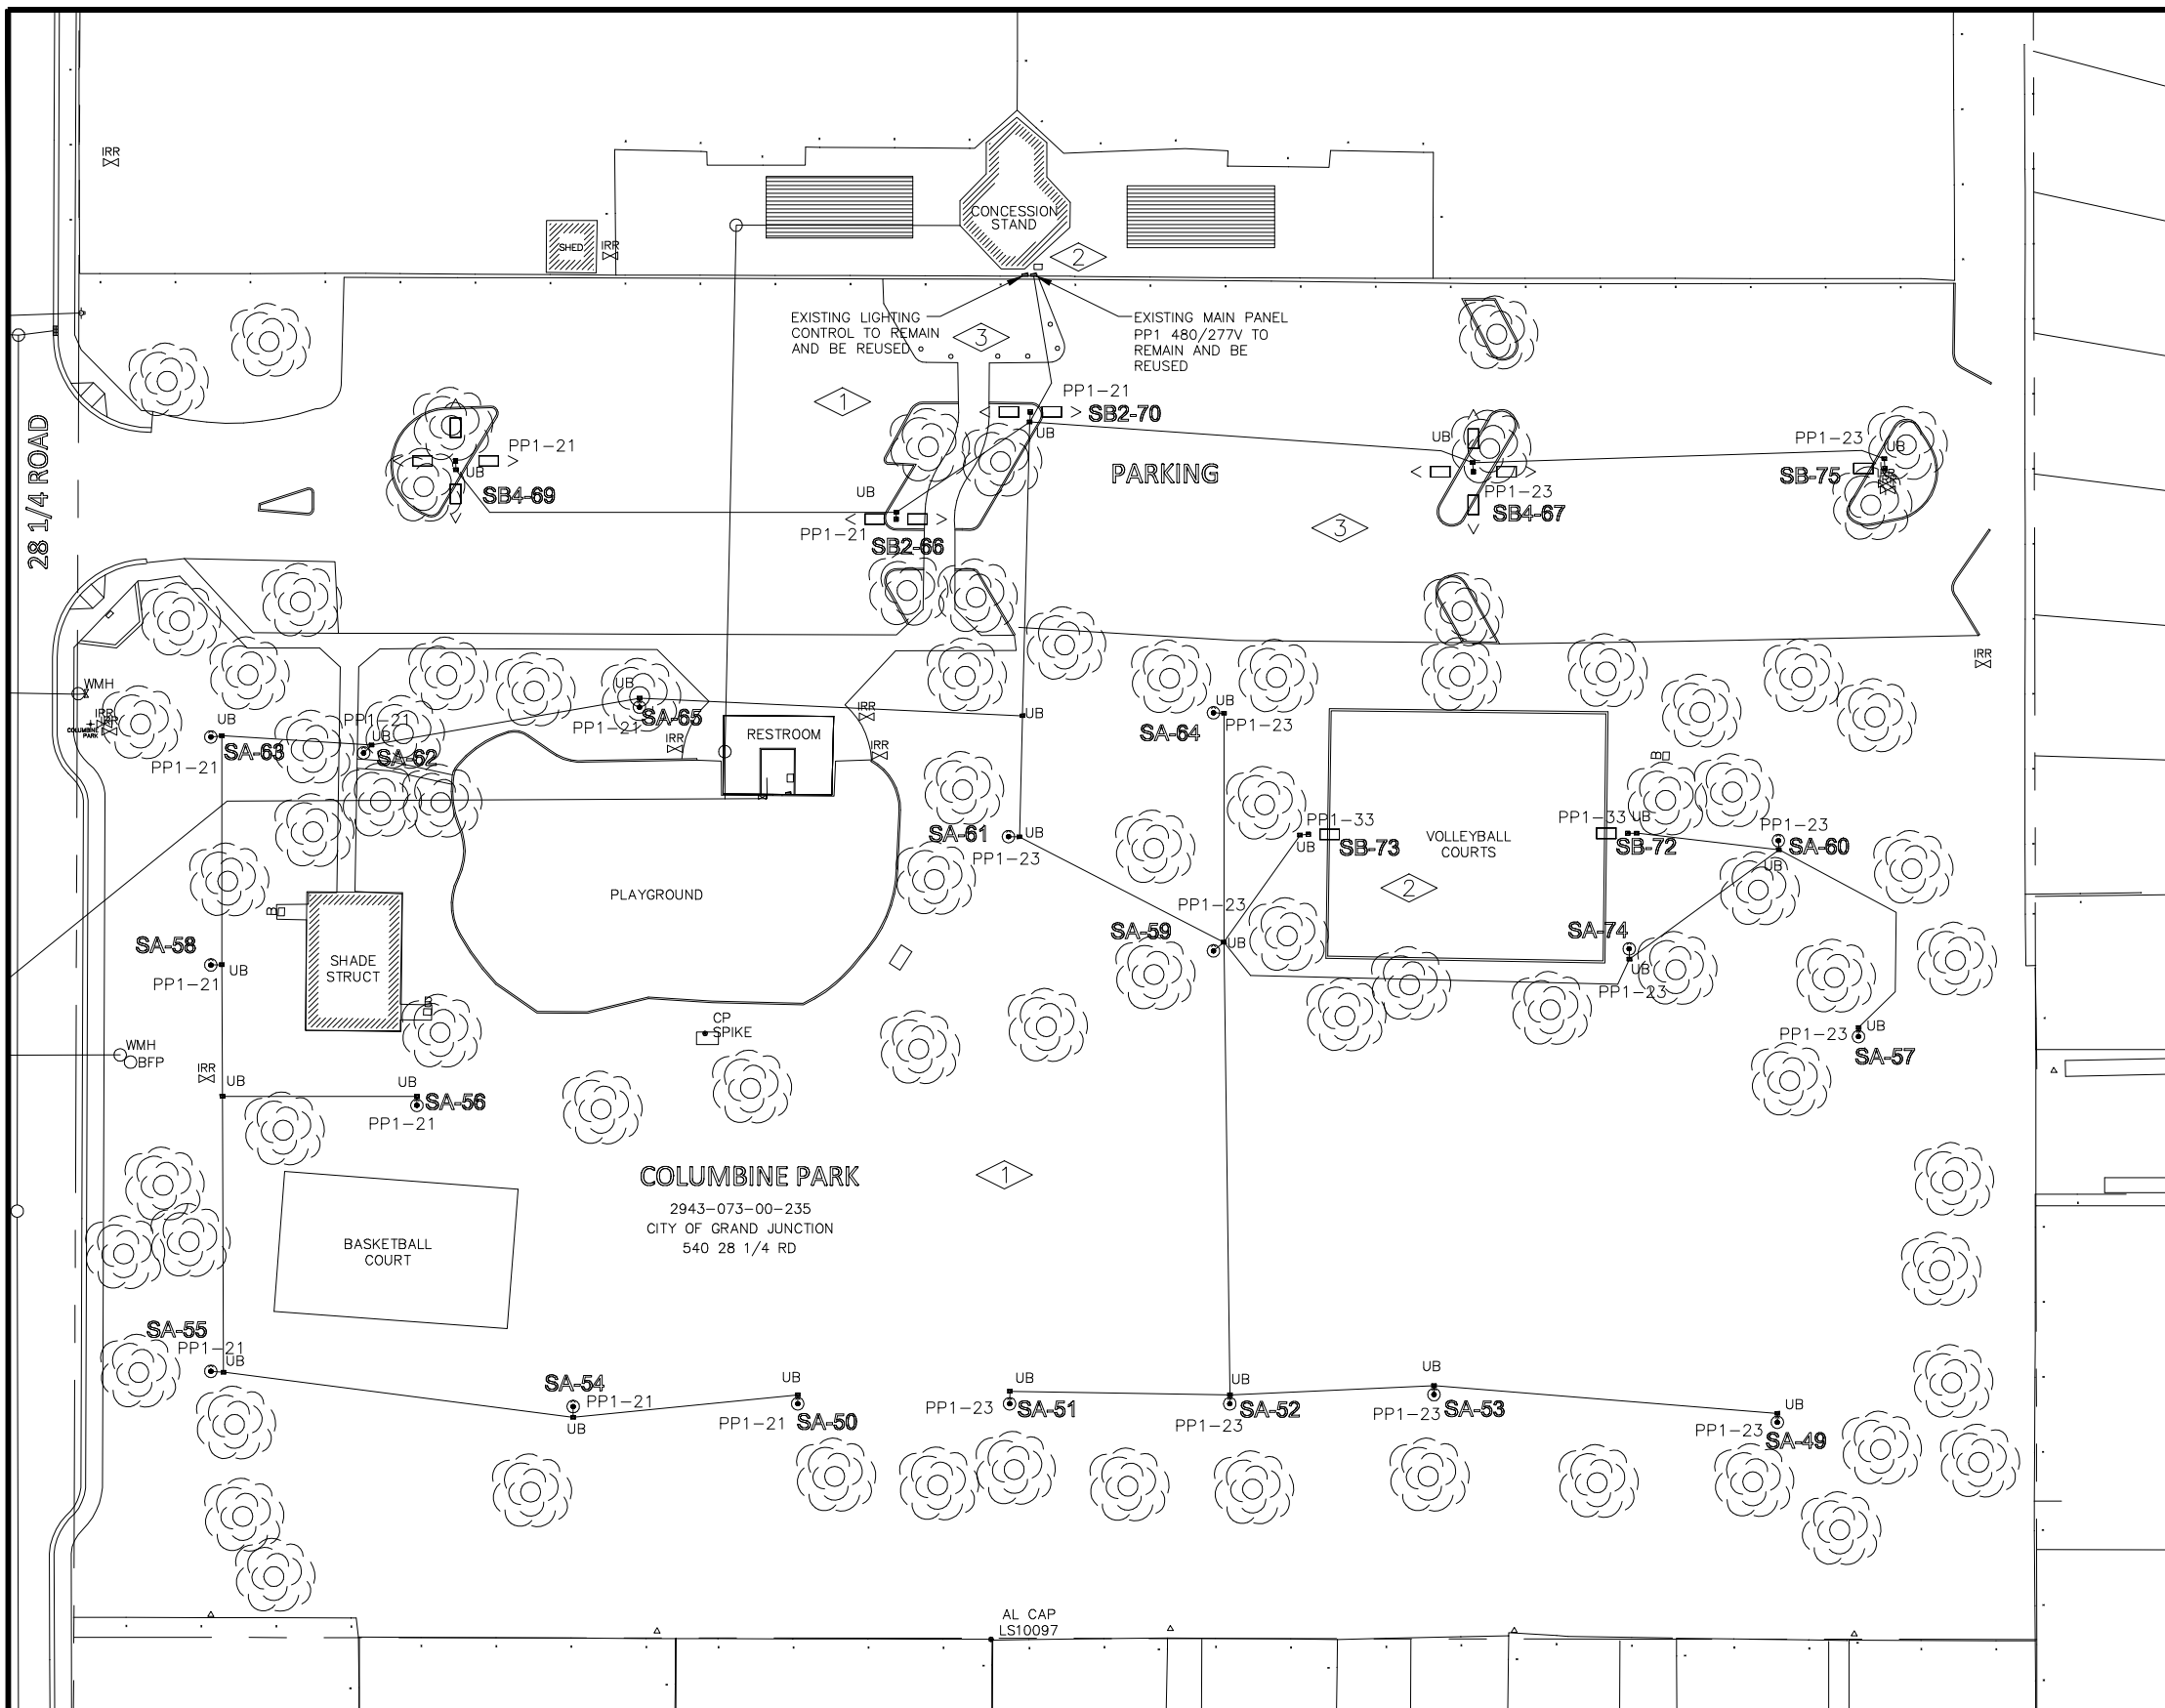 IRR
CONCESSION
STAND
SHED
IRR
2
EXISTING LIGHTING
CONTROL TO REMAIN
AND BE REUSED
3
EXISTING MAIN PANEL
PP1 480/277V TO
REMAIN AND BE
REUSED
28 1/4 ROAD
1
PP1-21
SB2-70
UB
PP1-21
UB
SB4-69
PARKING
UB
PP1-23
SB4-67
PP1-23
UB
SB-75
UB
PP1-21
SB2-66
3
IRR
WMH
IRR
IRR
COLUMBINE
PARK
UB
SA-63
PP1-21
PP1-21
UB
SA-62
UB
SA-65
PP1-21
IRR
RESTROOM
IRR
IRR
UB
UB
SA-64
PP1-23
SA-61
UB
PP1-23
PP1-33
UB
SB-73
VOLLEYBALL
COURTS
2
PP1-33
UB
SB-72
PP1-23
SA-60
UB
PLAYGROUND
SA-58
UB
PP1-21
SHADE
STRUCT
PP1-23
SA-59
UB
SA-74
UB
PP1-23
PP1-23
UB
SA-57
CP
SPIKE
WMH
BFP
IRR
UB
UB
SA-56
PP1-21
COLUMBINE PARK
2943-073-00-235
CITY OF GRAND JUNCTION
540 28 1/4 RD
1
BASKETBALL
COURT
SA-55
PP1-21
UB
SA-54
PP1-21
UB
UB
PP1-21
SA-50
UB
PP1-23
SA-51
UB
PP1-23
SA-52
UB
PP1-23
SA-53
UB
PP1-23
SA-49
AL CAP
LS10097